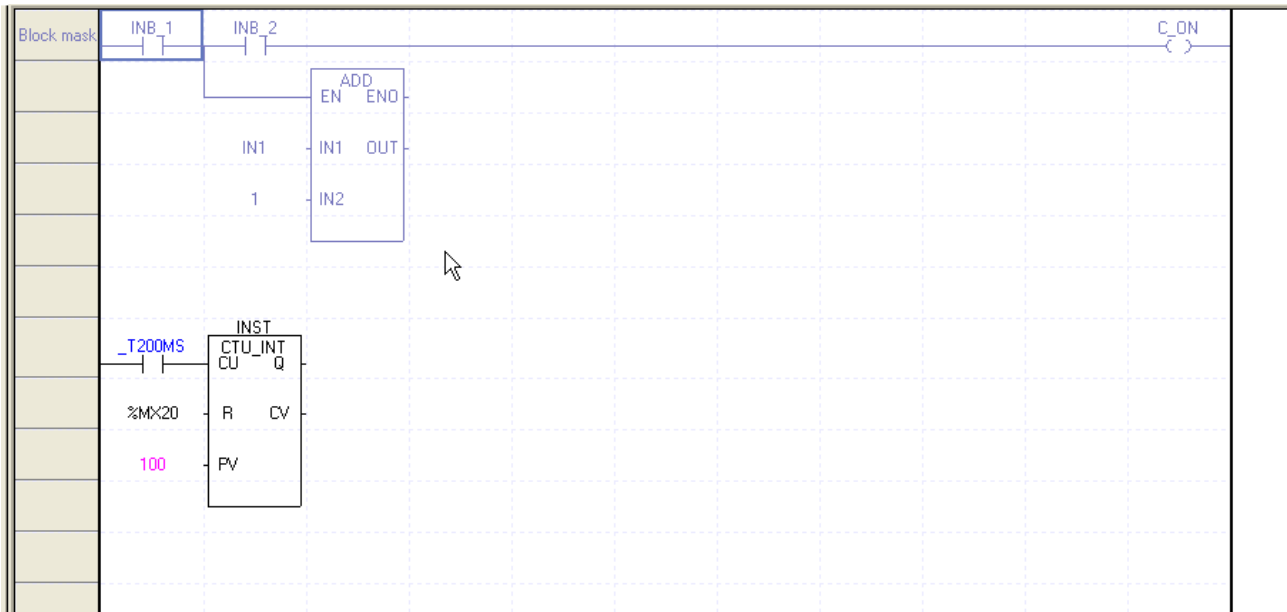 Block mask INB_1 INB_2 C_ON
ADD
EN ENO
IN1 IN1 OUT
1 IN2
INST
_T200MS CTU_INT
CU Q
%MX20 R CV
100 PV